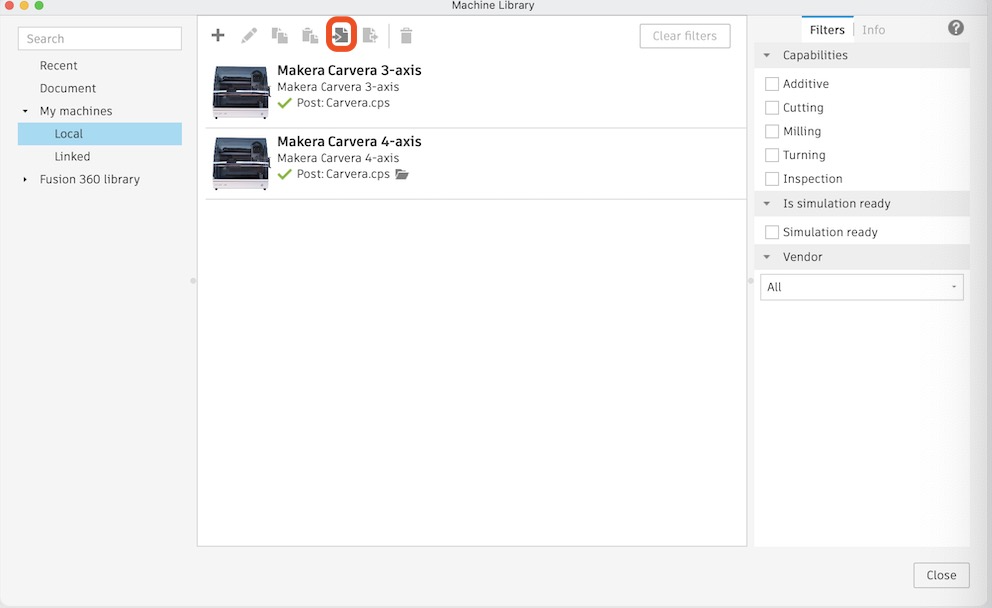 Machine Library
Search
Recent
Document
My machines
Local
Linked
Fusion 360 library
Clear filters
Makera Carvera 3-axis
Makera Carvera 3-axis
Post: Carvera.cps
Makera Carvera 4-axis
Makera Carvera 4-axis
Post: Carvera.cps
Filters
Info
Capabilities
Additive
Cutting
Milling
Turning
Inspection
Is simulation ready
Simulation ready
Vendor
All
Close